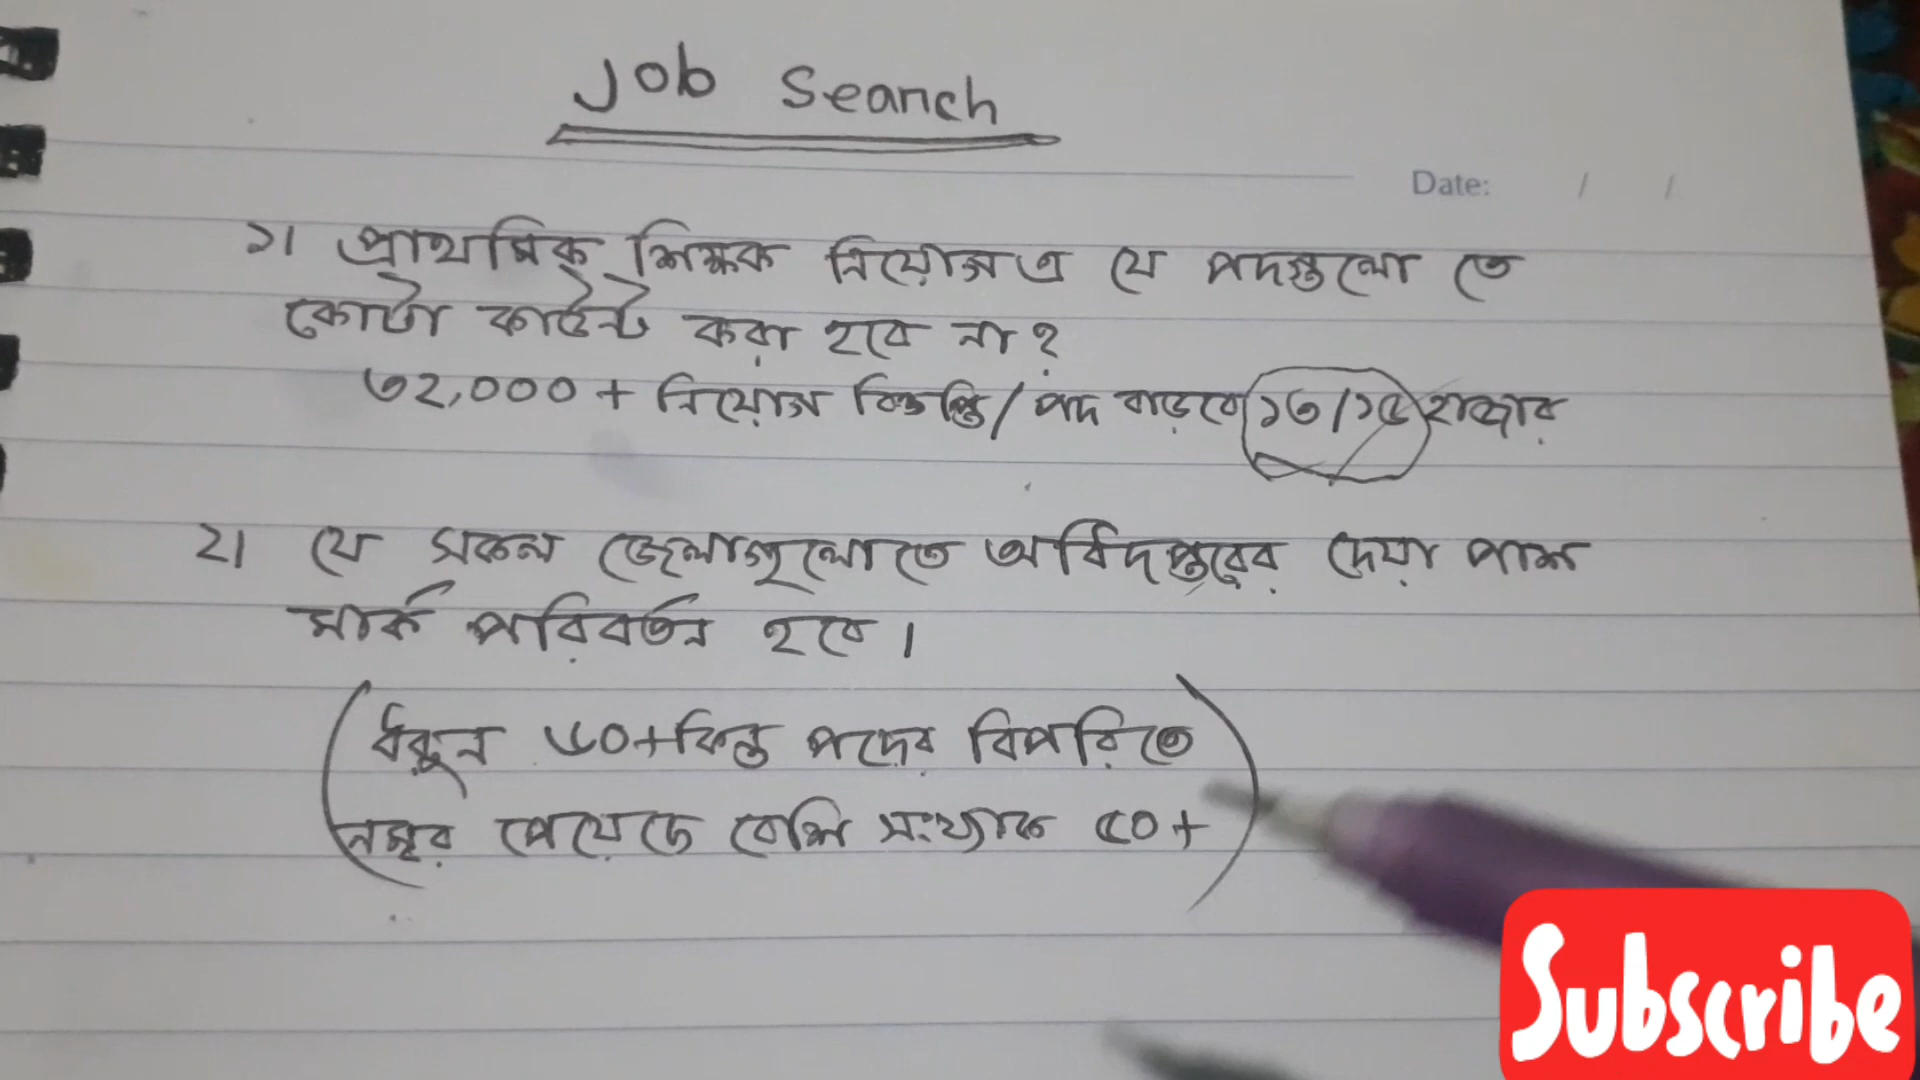 Job Search
Date: / /
১। প্রাথমিক শিক্ষক নিয়োগ এ যে পদগুলো তে
কোটা কাউন্ট করা হবে না?
৩২,০০০ + নিয়োগ বিজ্ঞপ্তি / পদ বাড়বে ১৩/১৫ হাজার
২। যে সকল জেলাগুলোতে অধিদপ্তরের দেয়া পাশ
মার্ক পরিবর্তন হবে।
(ধরুন ৬০+ কিন্তু পদের বিপরিতে
নম্বর পেয়েছে বেশি সংখ্যক ৫০+)
Subscribe